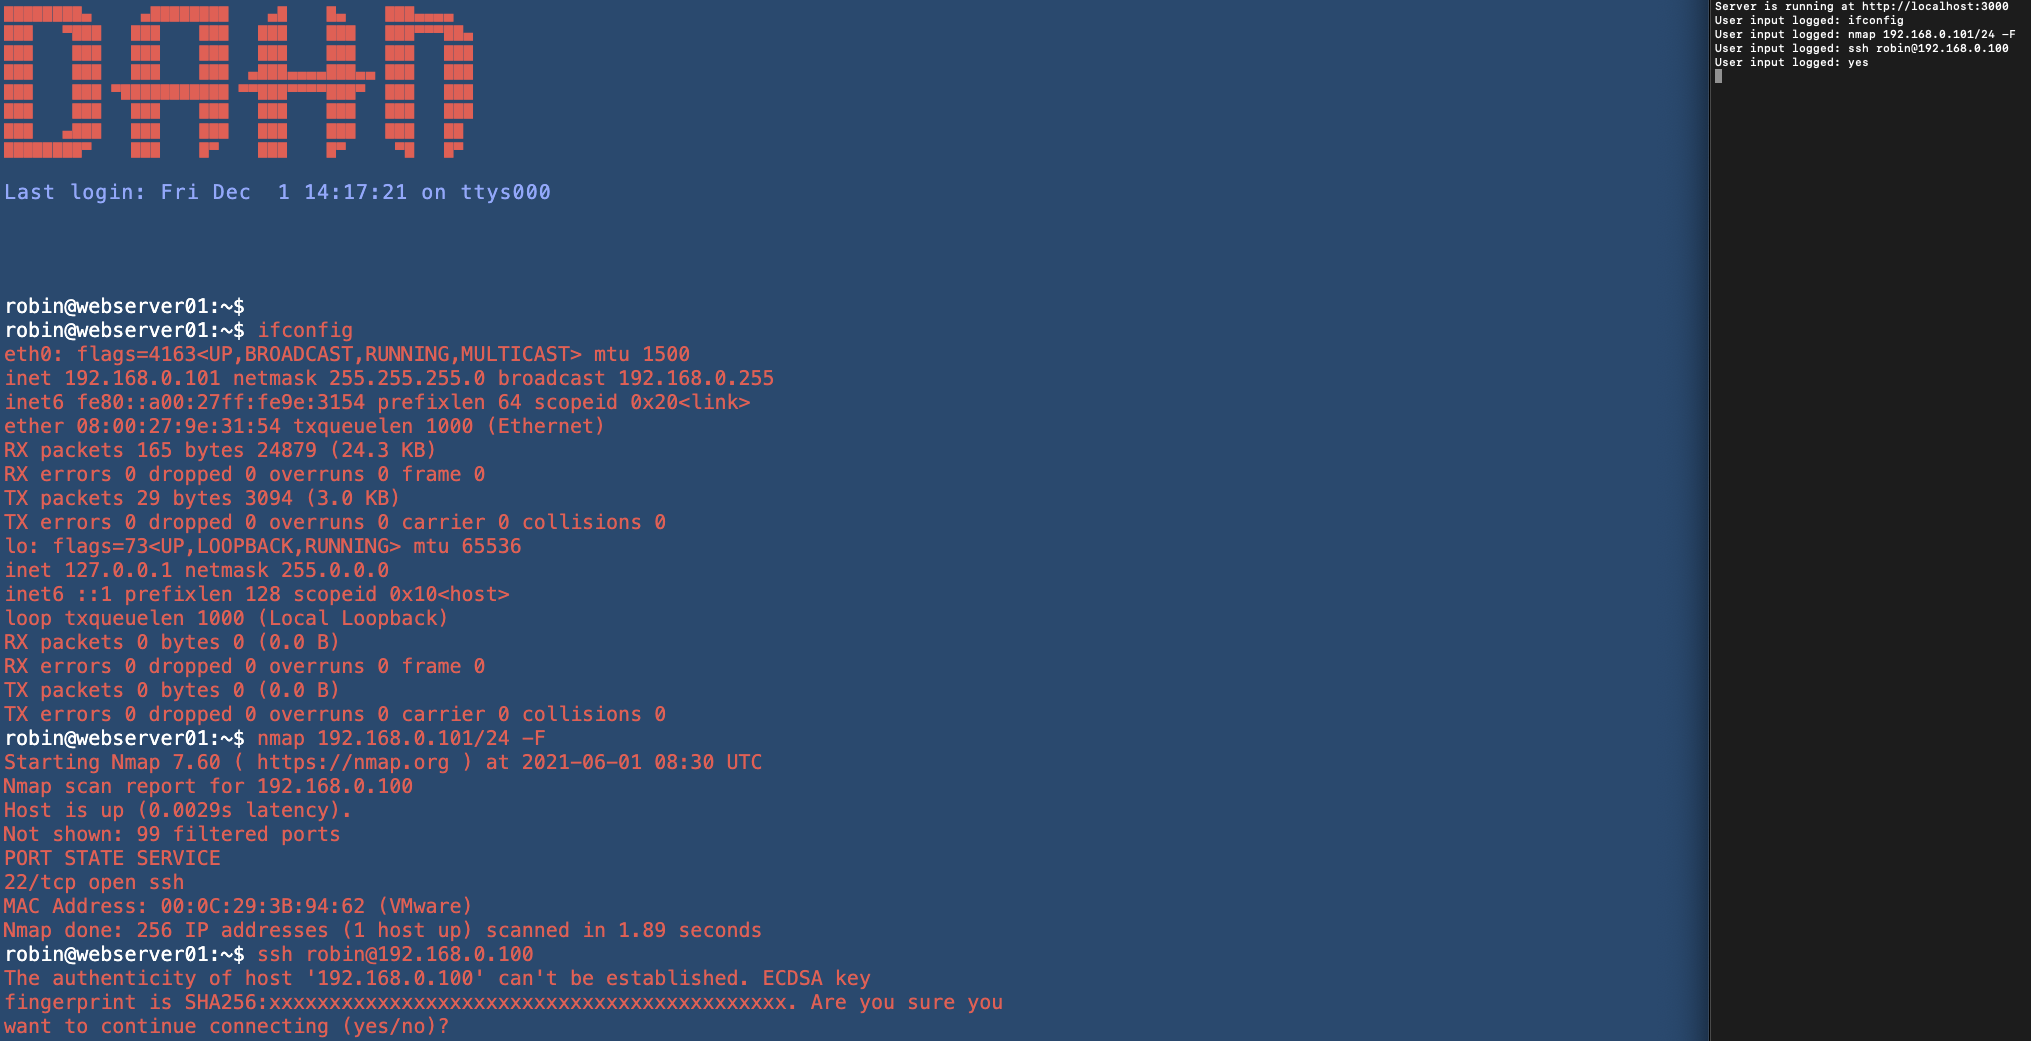 DAHN
Last login: Fri Dec  1 14:17:21 on ttys000
robin@webserver01:~$
robin@webserver01:~$ ifconfig
eth0: flags=4163<UP,BROADCAST,RUNNING,MULTICAST> mtu 1500
inet 192.168.0.101 netmask 255.255.255.0 broadcast 192.168.0.255
inet6 fe80::a00:27ff:fe9e:3154 prefixlen 64 scopeid 0x20<link>
ether 08:00:27:9e:31:54 txqueuelen 1000 (Ethernet)
RX packets 165 bytes 24879 (24.3 KB)
RX errors 0 dropped 0 overruns 0 frame 0
TX packets 29 bytes 3094 (3.0 KB)
TX errors 0 dropped 0 overruns 0 carrier 0 collisions 0
lo: flags=73<UP,LOOPBACK,RUNNING> mtu 65536
inet 127.0.0.1 netmask 255.0.0.0
inet6 ::1 prefixlen 128 scopeid 0x10<host>
loop txqueuelen 1000 (Local Loopback)
RX packets 0 bytes 0 (0.0 B)
RX errors 0 dropped 0 overruns 0 frame 0
TX packets 0 bytes 0 (0.0 B)
TX errors 0 dropped 0 overruns 0 carrier 0 collisions 0
robin@webserver01:~$ nmap 192.168.0.101/24 -F
Starting Nmap 7.60 ( https://nmap.org ) at 2021-06-01 08:30 UTC
Nmap scan report for 192.168.0.100
Host is up (0.0029s latency).
Not shown: 99 filtered ports
PORT STATE SERVICE
22/tcp open ssh
MAC Address: 00:0C:29:3B:94:62 (VMware)
Nmap done: 256 IP addresses (1 host up) scanned in 1.89 seconds
robin@webserver01:~$ ssh robin@192.168.0.100
The authenticity of host '192.168.0.100' can't be established. ECDSA key
fingerprint is SHA256:xxxxxxxxxxxxxxxxxxxxxxxxxxxxxxxxxxxxxxxxxxx. Are you sure you
want to continue connecting (yes/no)?
Server is running at http://localhost:3000
User input logged: ifconfig
User input logged: nmap 192.168.0.101/24 -F
User input logged: ssh robin@192.168.0.100
User input logged: yes